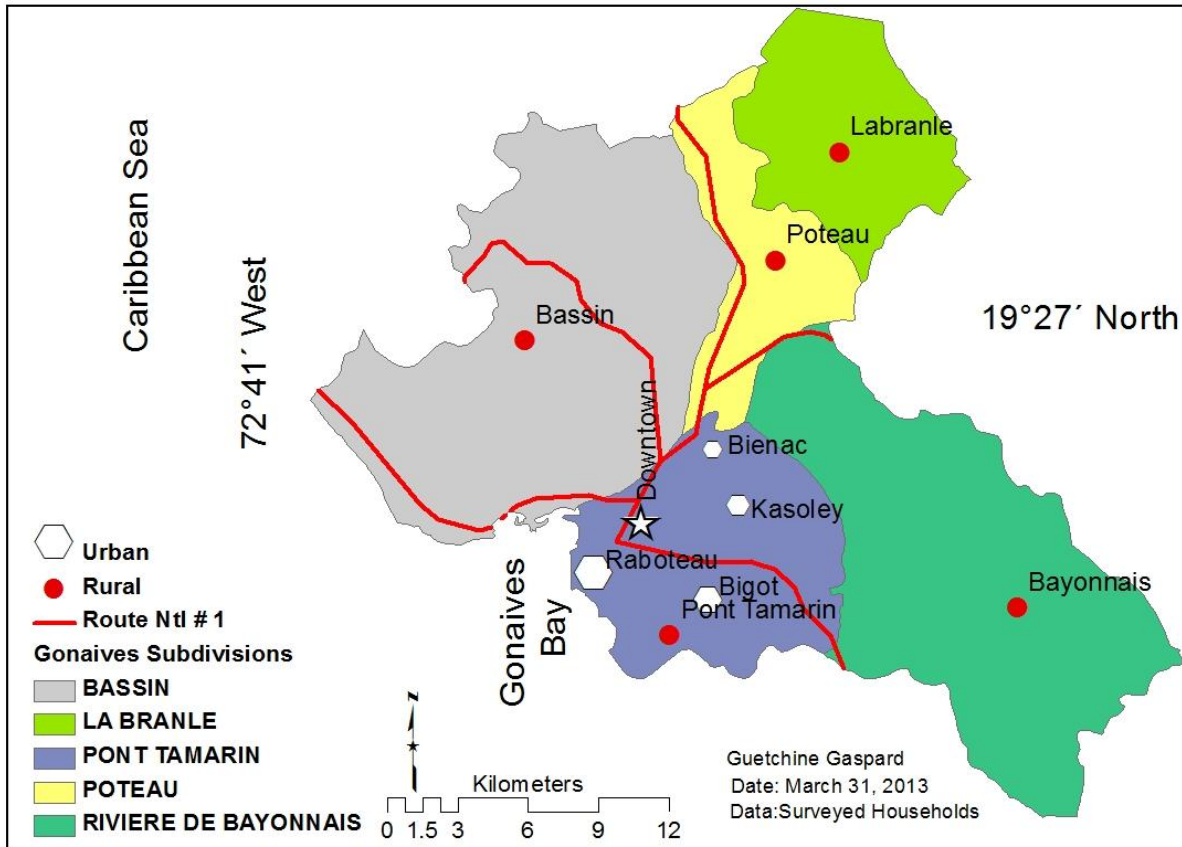 Caribbean Sea
72°41´ West
19°27´ North
Labranle
Poteau
Bassin
Downtown
Bienac
Kasoley
Raboteau
Bigot
Pont Tamarin
Bayonnais
Gonaives
Bay
Urban
Rural
Route Ntl # 1
Gonaives Subdivisions
BASSIN
LA BRANLE
PONT TAMARIN
POTEAU
RIVIERE DE BAYONNAIS
N
Kilometers
0 1.5 3 6 9 12
Guetchine Gaspard
Date: March 31, 2013
Data:Surveyed Households